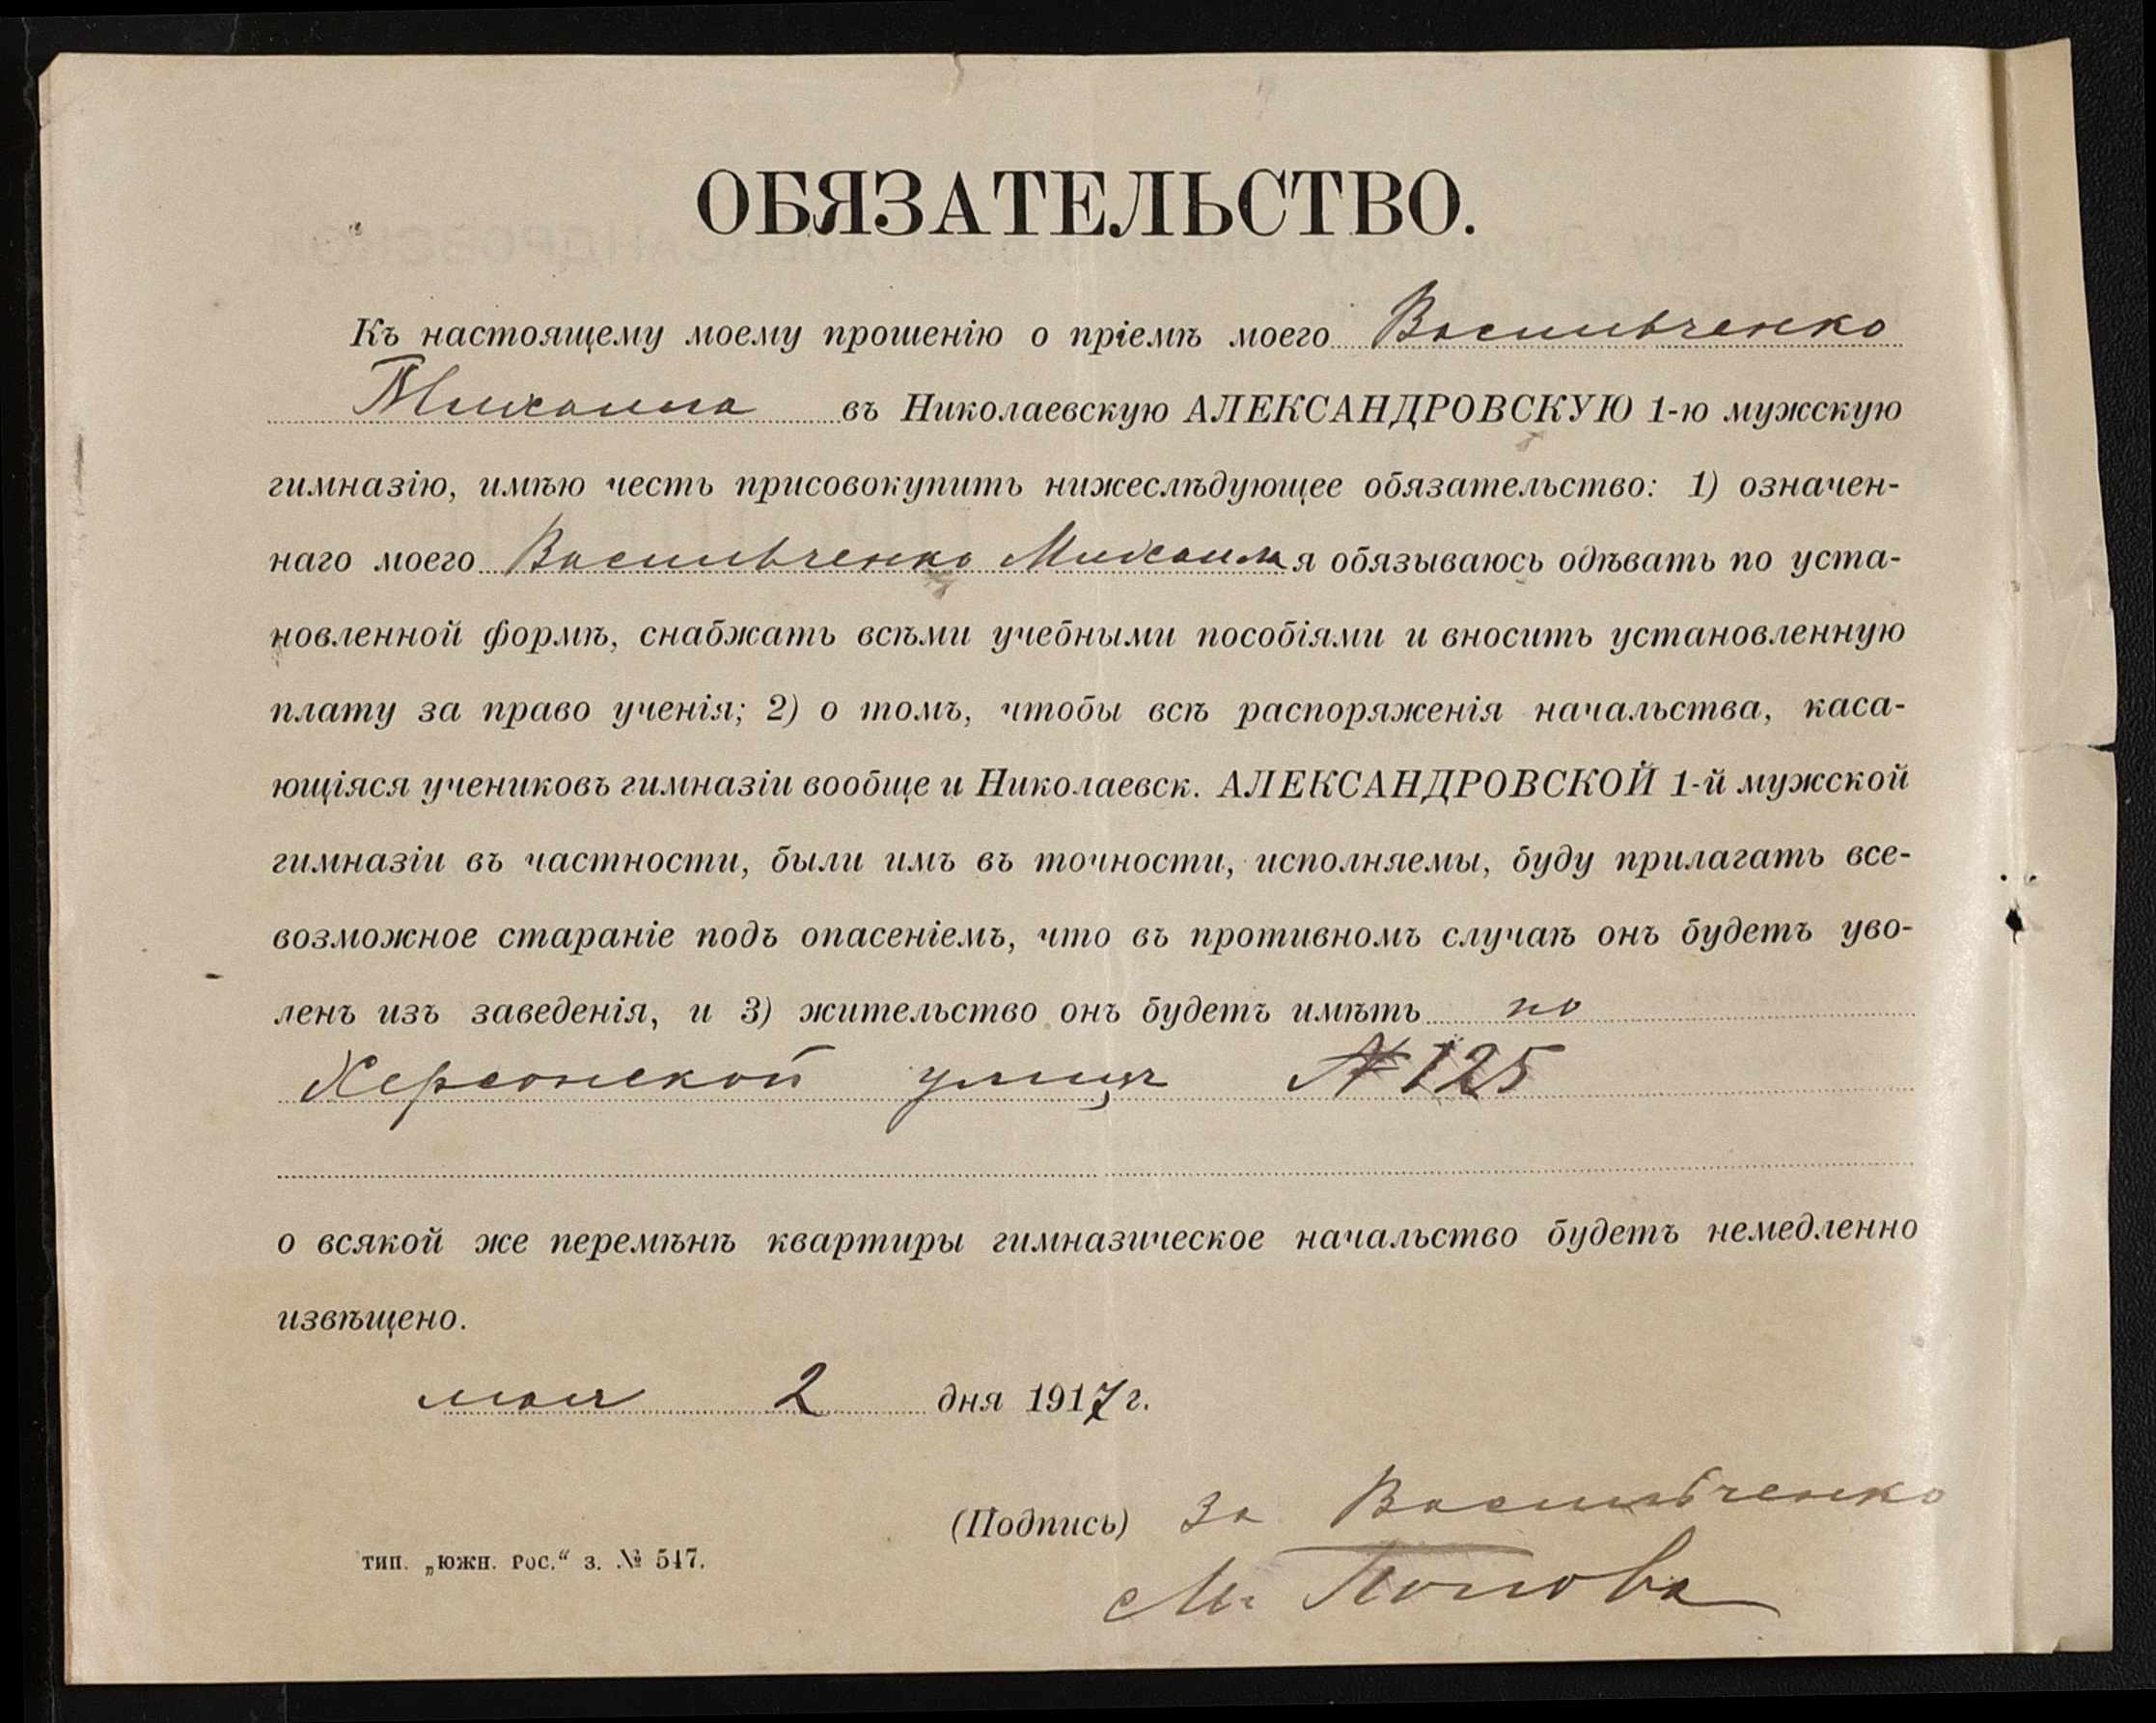 ОБЯЗАТЕЛЬСТВО.
Къ настоящему моему прошенію о пріемѣ моего Васильченко
Михаила въ Николаевскую АЛЕКСАНДРОВСКУЮ 1-ю мужскую
гимназію, имѣю честь присовокупить нижеслѣдующее обязательство: 1) означен-
наго моего Васильченко Михаила я обязываюсь одѣвать по уста-
новленной формѣ, снабжать всѣми учебными пособіями и вносить установленную
плату за право ученія; 2) о томъ, чтобы всѣ распоряженія начальства, каса-
ющіяся учениковъ гимназіи вообще и Николаевск. АЛЕКСАНДРОВСКОЙ 1-й мужской
гимназіи въ частности, были имъ въ точности, исполняемы, буду прилагать все-
возможное стараніе подъ опасеніемъ, что въ противномъ случаѣ онъ будетъ уво-
ленъ изъ заведенія, и 3) жительство онъ будетъ имѣть по
Херсонской улицѣ № 125
о всякой же перемѣнѣ квартиры гимназическое начальство будетъ немедленно
извѣщено.
мая 2 дня 1917 г.
(Подпись) За Васильченко
М. Попова
тип. „южн. Рос.“ з. № 547.